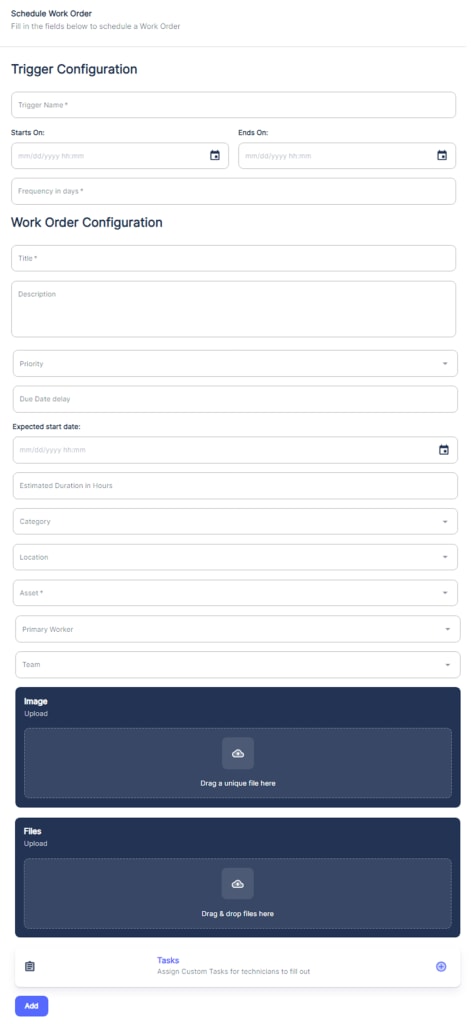 Schedule Work Order
Fill in the fields below to schedule a Work Order
Trigger Configuration
Trigger Name *
Starts On:
Ends On:
mm/dd/yyyy hh:mm
mm/dd/yyyy hh:mm
Frequency in days *
Work Order Configuration
Title *
Description
Priority
Due Date delay
Expected start date:
mm/dd/yyyy hh:mm
Estimated Duration in Hours
Category
Location
Asset *
Primary Worker
Team
Image
Upload
Drag a unique file here
Files
Upload
Drag & drop files here
Tasks
Assign Custom Tasks for technicians to fill out
Add